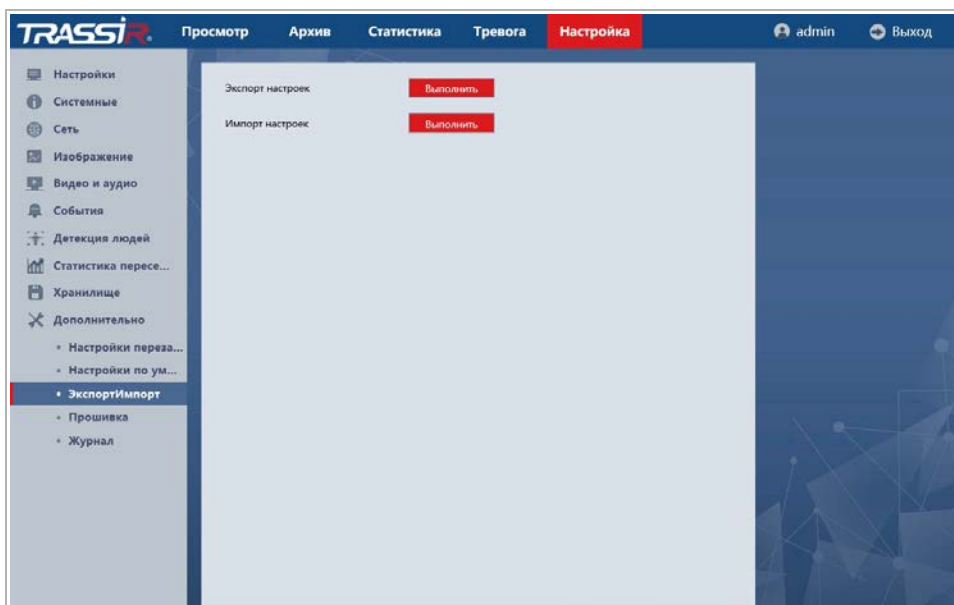 TRASSIR
Просмотр Архив Статистика Тревога Настройка admin Выход
Настройки
Системные
Сеть
Изображение
Видео и аудио
События
Детекция людей
Статистика пересе...
Хранилище
Дополнительно
Настройки переза...
Настройки по ум...
ЭкспортИмпорт
Прошивка
Журнал
Экспорт настроек Выполнить
Импорт настроек Выполнить